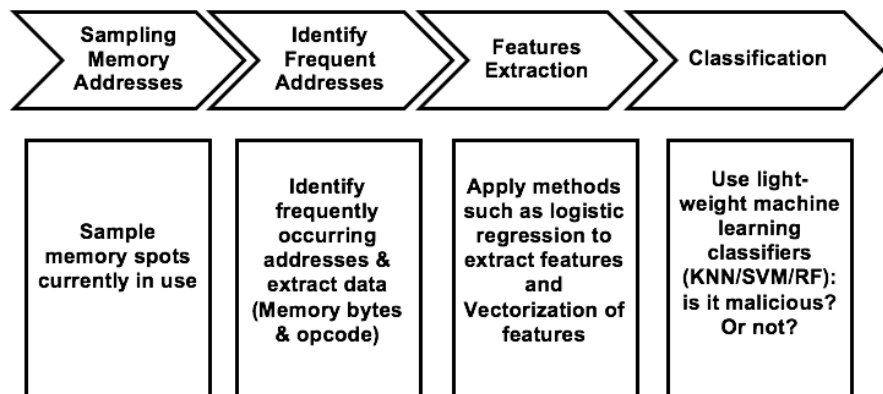 Sampling
Memory
Addresses
Identify
Frequent
Addresses
Features
Extraction
Classification
Sample
memory spots
currently in use
Identify
frequently
occurring
addresses &
extract data
(Memory bytes
& opcode)
Apply methods
such as logistic
regression to
extract features
and
Vectorization of
features
Use light-
weight machine
learning
classifiers
(KNN/SVM/RF):
is it malicious?
Or not?